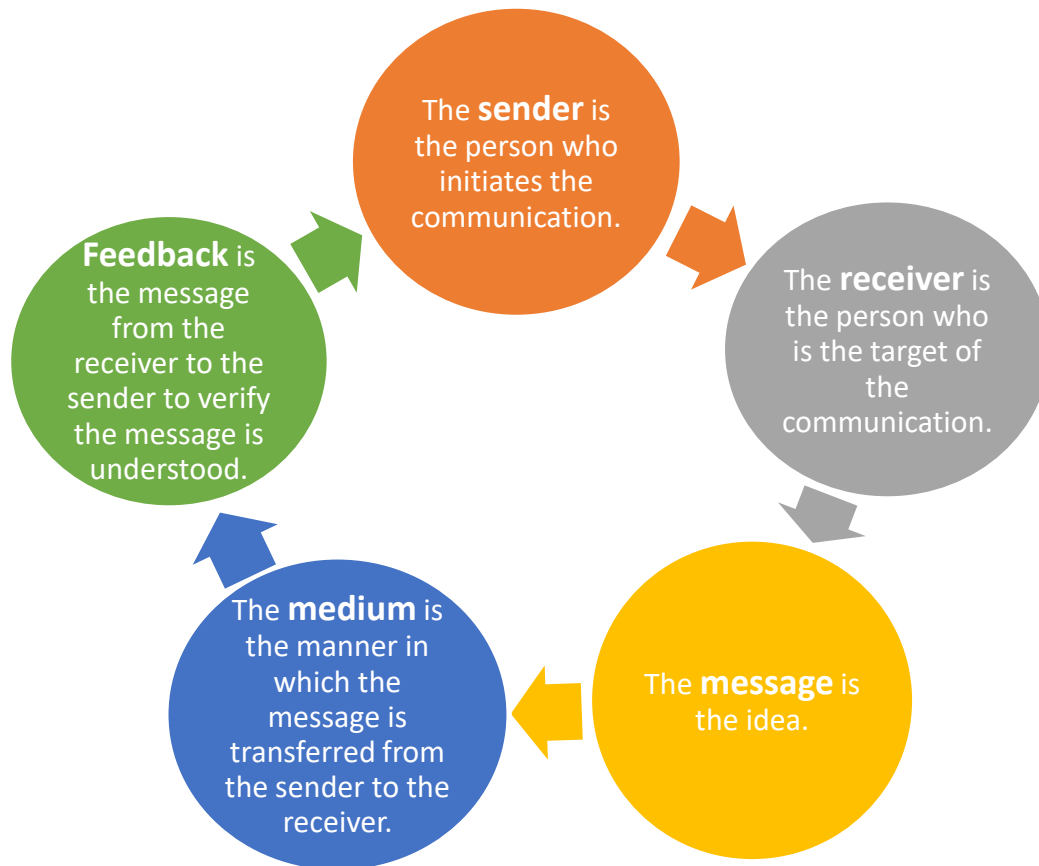 The sender is
the person who
initiates the
communication.
The receiver is
the person who
is the target of
the
communication.
The message is
the idea.
The medium is
the manner in
which the
message is
transferred from
the sender to the
receiver.
Feedback is
the message
from the
receiver to the
sender to verify
the message is
understood.